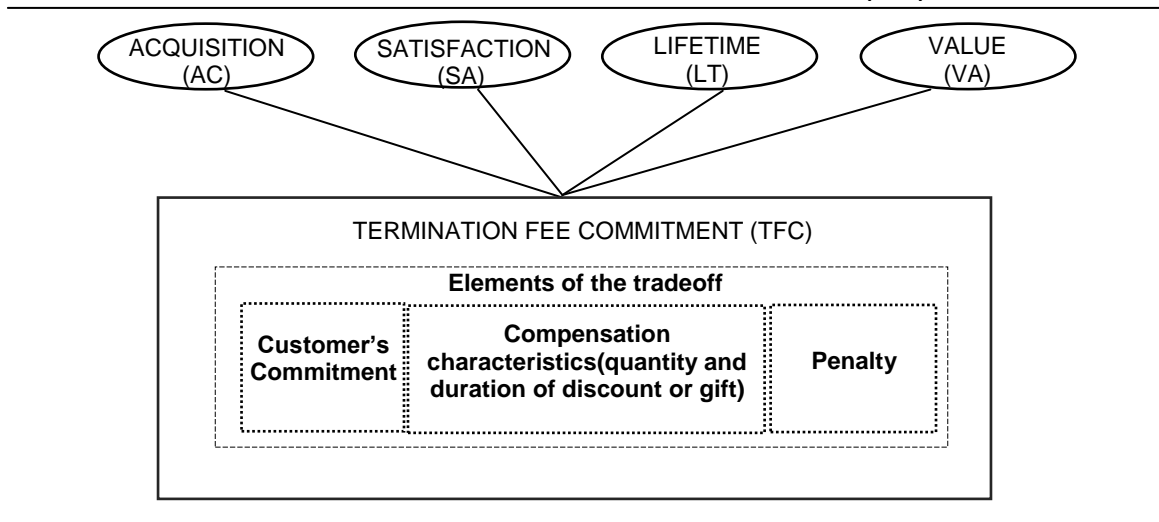 ACQUISITION
(AC)
SATISFACTION
(SA)
LIFETIME
(LT)
VALUE
(VA)
TERMINATION FEE COMMITMENT (TFC)
Elements of the tradeoff
Customer's
Commitment
Compensation
characteristics(quantity and
duration of discount or gift)
Penalty